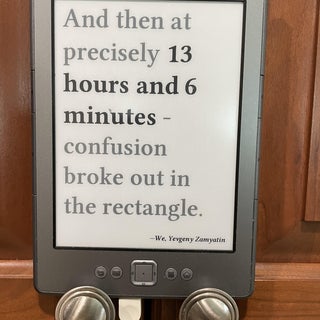 And then at
precisely 13
hours and 6
minutes –
confusion
broke out in
the rectangle.
—We, Yevgeny Zamyatin